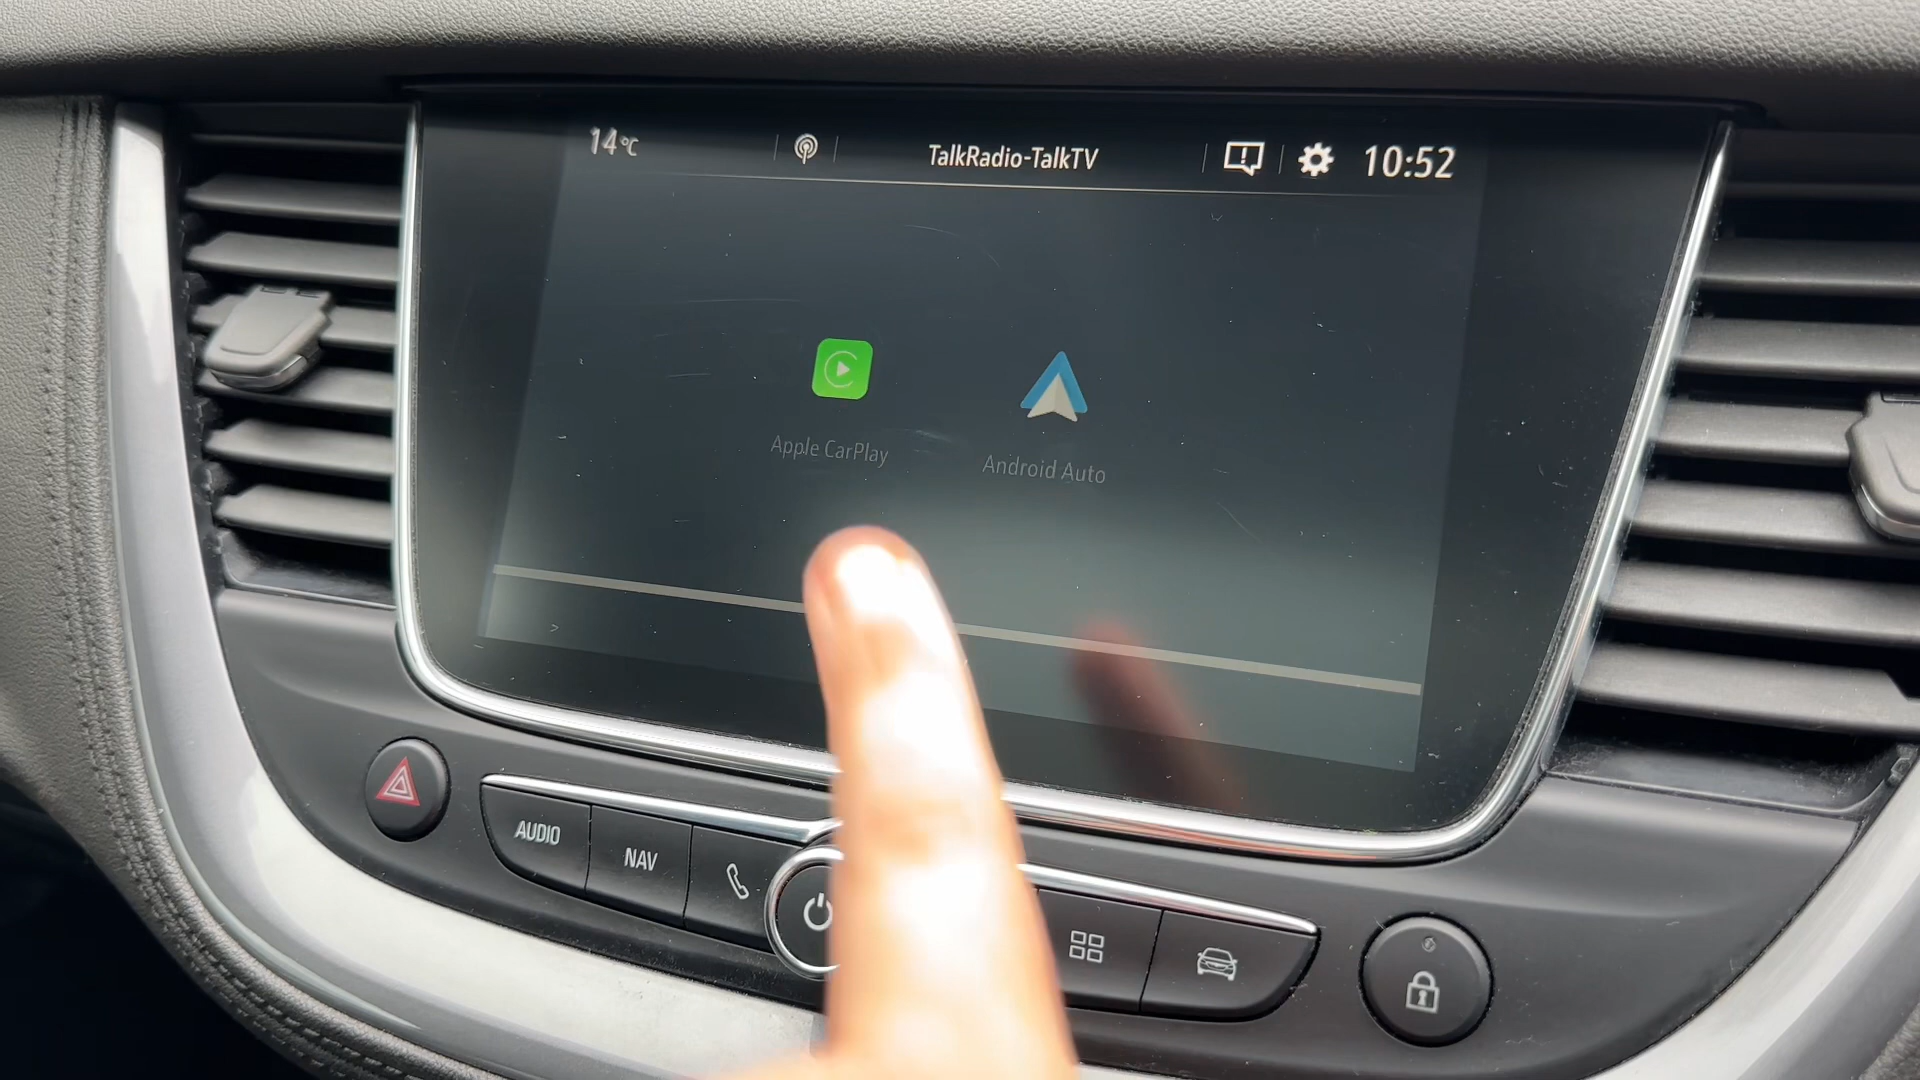 14°C
TalkRadio-TalkTV
10:52
Apple CarPlay
Android Auto
>
AUDIO
NAV